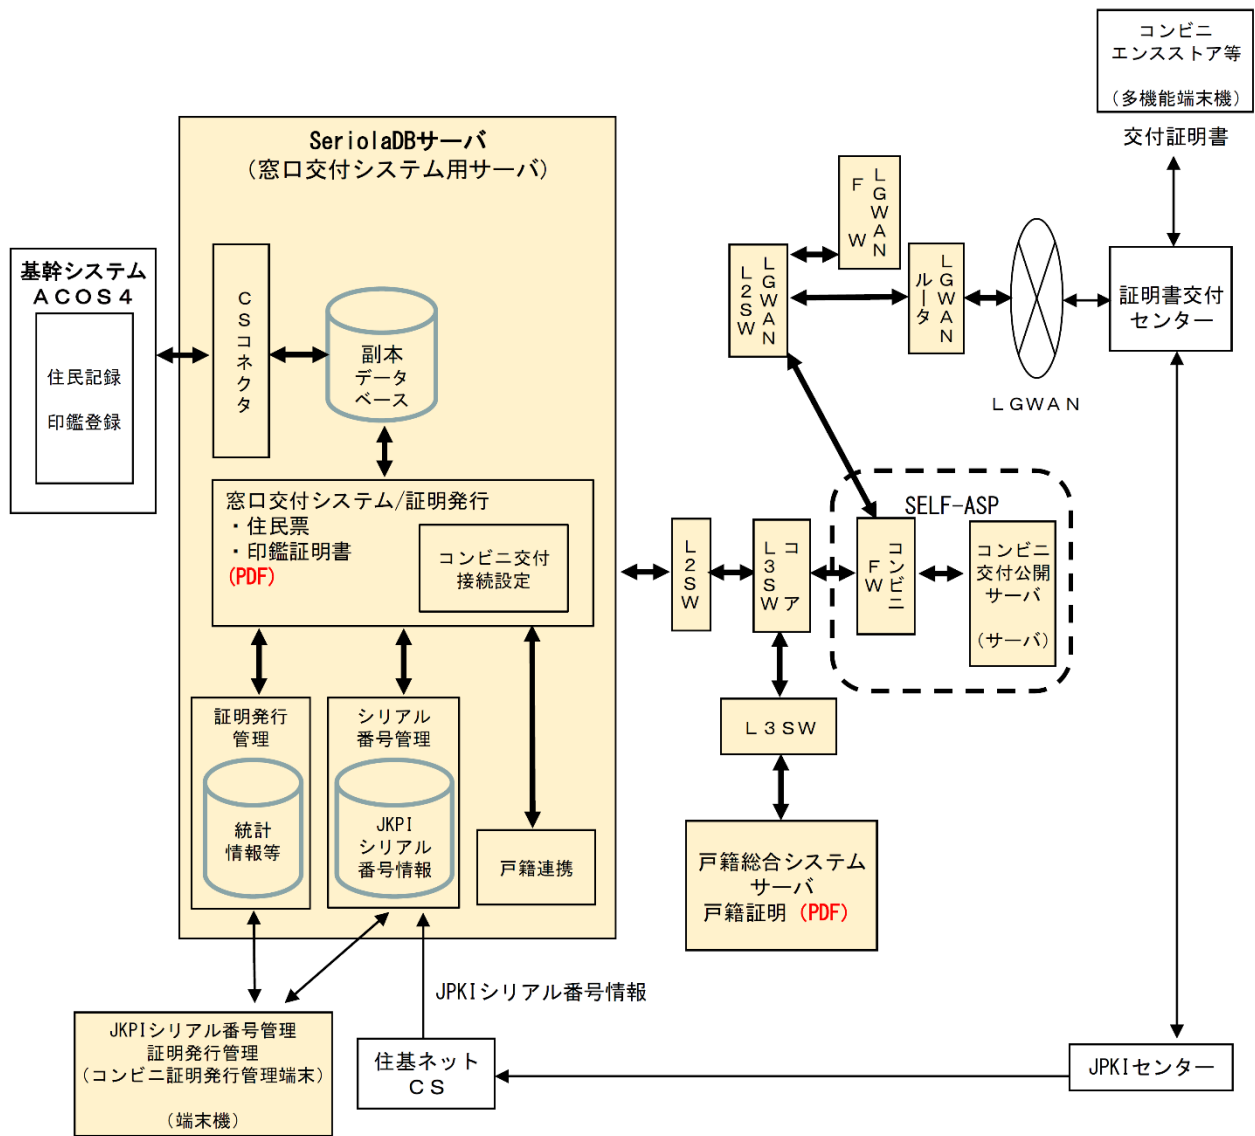 コンビニ
エンスストア等
（多機能端末機）
交付証明書
SeriolaDBサーバ
（窓口交付システム用サーバ）
基幹システム
ＡＣＯＳ４
住民記録
印鑑登録
ＣＳコネクタ
副本
データ
ベース
窓口交付システム/証明発行
・住民票
・印鑑証明書
(PDF)
コンビニ交付
接続設定
証明発行
管理
統計
情報等
シリアル
番号管理
JKPI
シリアル
番号情報
戸籍連携
ＬＧＷＡＮ
ＦＷ
ＬＧＷＡＮ
Ｌ２ＳＷ
ＬＧＷＡＮ
ルータ
ＬＧＷＡＮ
証明書交付
センター
SELF-ASP
Ｌ２ＳＷ
コア
Ｌ３ＳＷ
コンビニ
ＦＷ
コンビニ
交付公開
サーバ
（サーバ）
Ｌ３ＳＷ
戸籍総合システム
サーバ
戸籍証明（PDF）
JPKIシリアル番号情報
JKPIシリアル番号管理
証明発行管理
（コンビニ証明発行管理端末）
（端末機）
住基ネット
ＣＳ
JPKIセンター